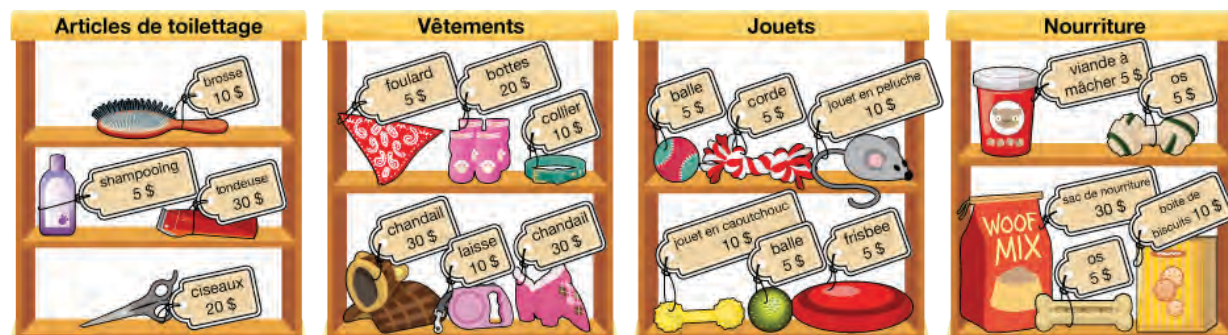 Articles de toilettage
brosse
10 $
shampooing
5 $
tondeuse
30 $
ciseaux
20 $
Vêtements
foulard
5 $
bottes
20 $
collier
10 $
chandail
30 $
laisse
10 $
chandail
30 $
Jouets
balle
5 $
corde
5 $
jouet en peluche
10 $
jouet en caoutchouc
10 $
balle
5 $
frisbee
5 $
Nourriture
viande à
mâcher 5 $
os
5 $
WOOF
MIX
sac de nourriture
30 $
boîte de
biscuits 10 $
os
5 $